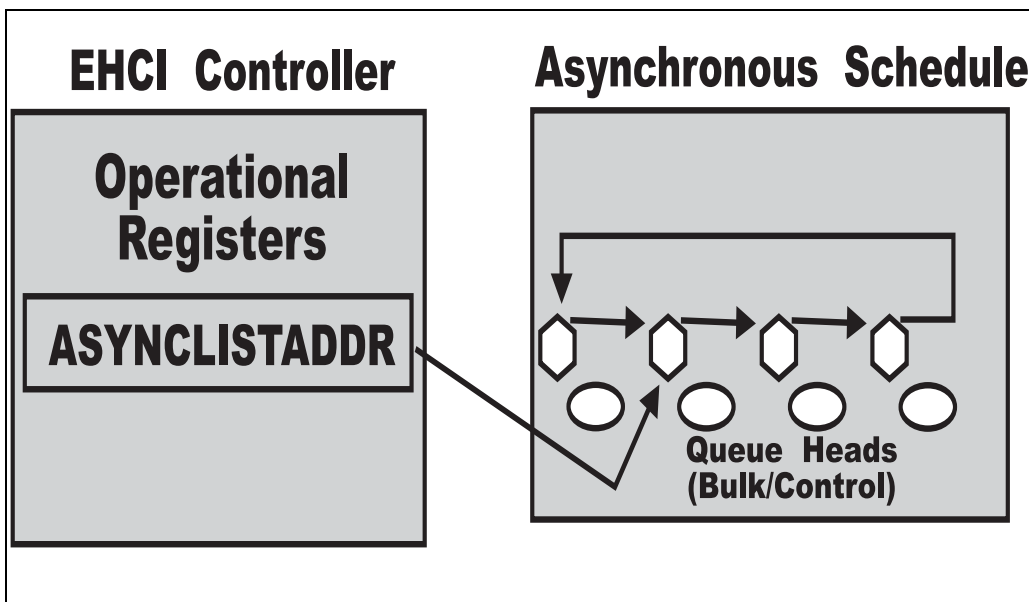 EHCI Controller
Asynchronous Schedule
Operational
Registers
ASYNCLISTADDR
Queue Heads
(Bulk/Control)